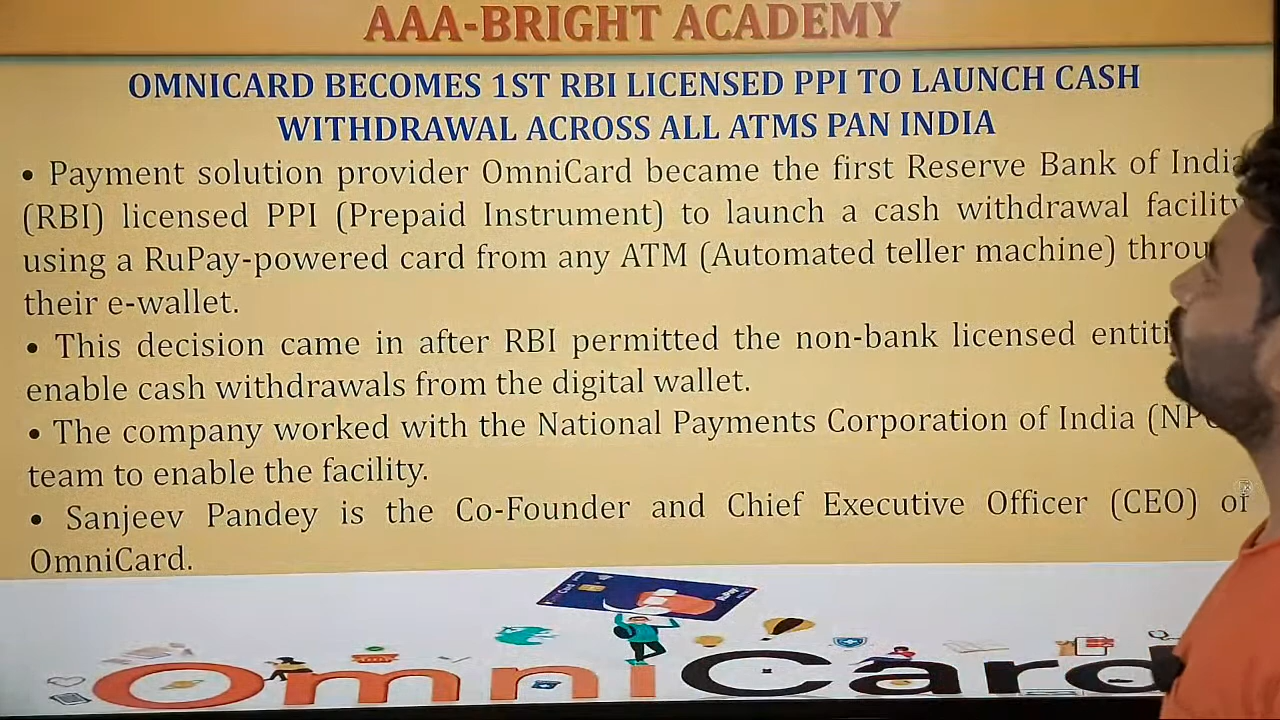 AAA-BRIGHT ACADEMY
OMNICARD BECOMES 1ST RBI LICENSED PPI TO LAUNCH CASH
WITHDRAWAL ACROSS ALL ATMS PAN INDIA
• Payment solution provider OmniCard became the first Reserve Bank of India
(RBI) licensed PPI (Prepaid Instrument) to launch a cash withdrawal facility
using a RuPay-powered card from any ATM (Automated teller machine)
their e-wallet.
• This decision came in after RBI permitted the non-bank licensed
enable cash withdrawals from the digital wallet.
• The company worked with the National Payments Corporation of India
team to enable the facility.
• Sanjeev Pandey is the Co-Founder and Chief Executive Officer (CEO) of
OmniCard.
RuPay
OmniCard